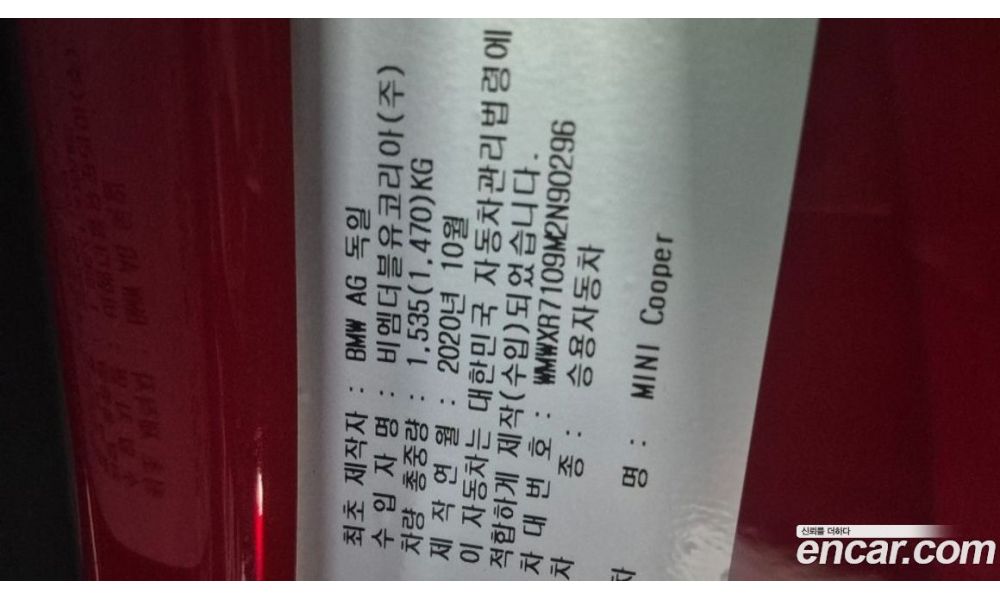 최초 제작자 : BMW AG 독일
수 입 자 명 : 비엠더블유코리아(주)
차량 총중량 : 1,535(1,470)KG
제 작 연 월 : 2020년 10월
이 자동차는 대한민국 자동차관리법령에
적합하게 제작(수입)되었습니다.
차 대 번 호 : WMWXR7109M2N90296
차 종 : 승용자동차
차 명 : MINI Cooper
신뢰를 더하다
encar.com